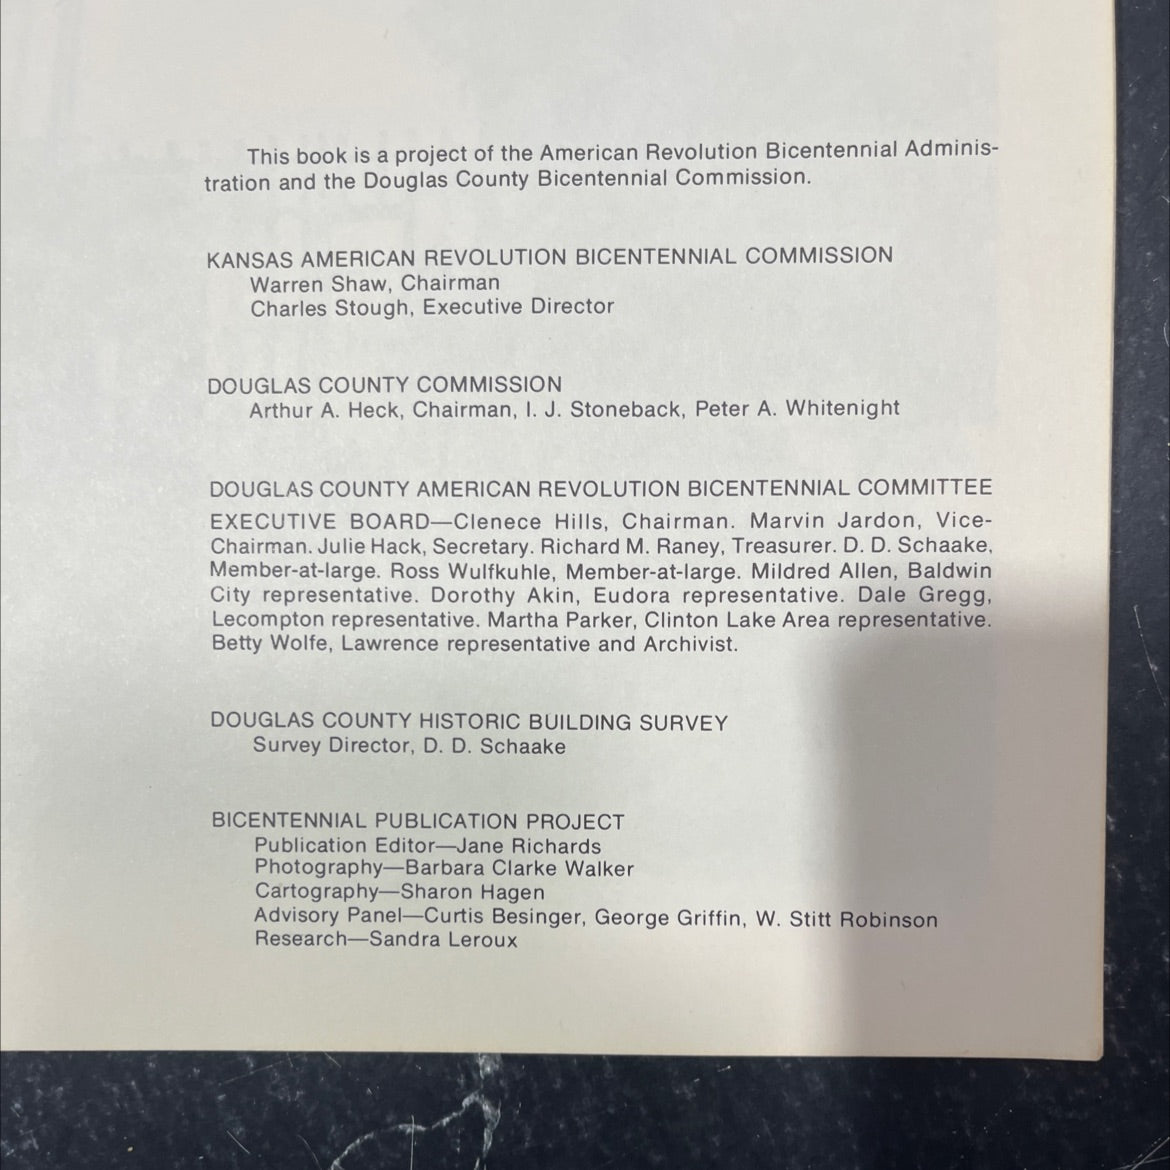 This book is a project of the American Revolution Bicentennial Adminis-
tration and the Douglas County Bicentennial Commission.
KANSAS AMERICAN REVOLUTION BICENTENNIAL COMMISSION
Warren Shaw, Chairman
Charles Stough, Executive Director
DOUGLAS COUNTY COMMISSION
Arthur A. Heck, Chairman, I. J. Stoneback, Peter A. Whitenight
DOUGLAS COUNTY AMERICAN REVOLUTION BICENTENNIAL COMMITTEE
EXECUTIVE BOARD—Clenece Hills, Chairman. Marvin Jardon, Vice-
Chairman. Julie Hack, Secretary. Richard M. Raney, Treasurer. D. D. Schaake,
Member-at-large. Ross Wulfkuhle, Member-at-large. Mildred Allen, Baldwin
City representative. Dorothy Akin, Eudora representative. Dale Gregg,
Lecompton representative. Martha Parker, Clinton Lake Area representative.
Betty Wolfe, Lawrence representative and Archivist.
DOUGLAS COUNTY HISTORIC BUILDING SURVEY
Survey Director, D. D. Schaake
BICENTENNIAL PUBLICATION PROJECT
Publication Editor—Jane Richards
Photography—Barbara Clarke Walker
Cartography—Sharon Hagen
Advisory Panel—Curtis Besinger, George Griffin, W. Stitt Robinson
Research—Sandra Leroux